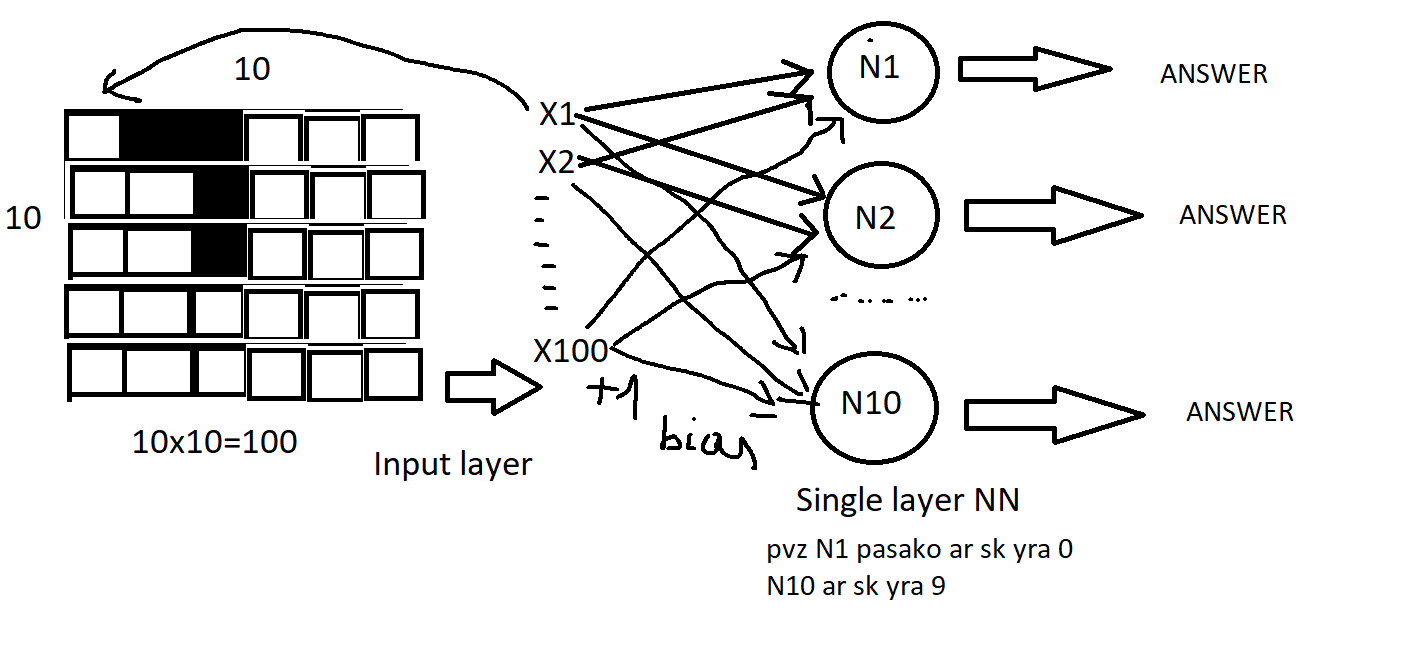 10
10
10x10=100
Input layer
X1
X2
X100
+1
bias
N1
N2
N10
ANSWER
ANSWER
ANSWER
Single layer NN
pvz N1 pasako ar sk yra 0
N10 ar sk yra 9